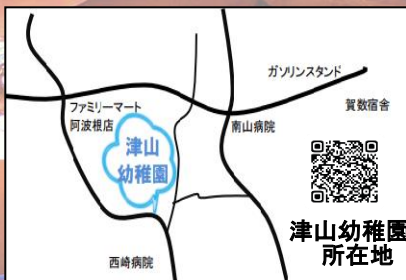 ガソリンスタンド
ファミリーマート
阿波根店
賀数宿舎
南山病院
津山
幼稚園
津山幼稚園
所在地
西崎病院